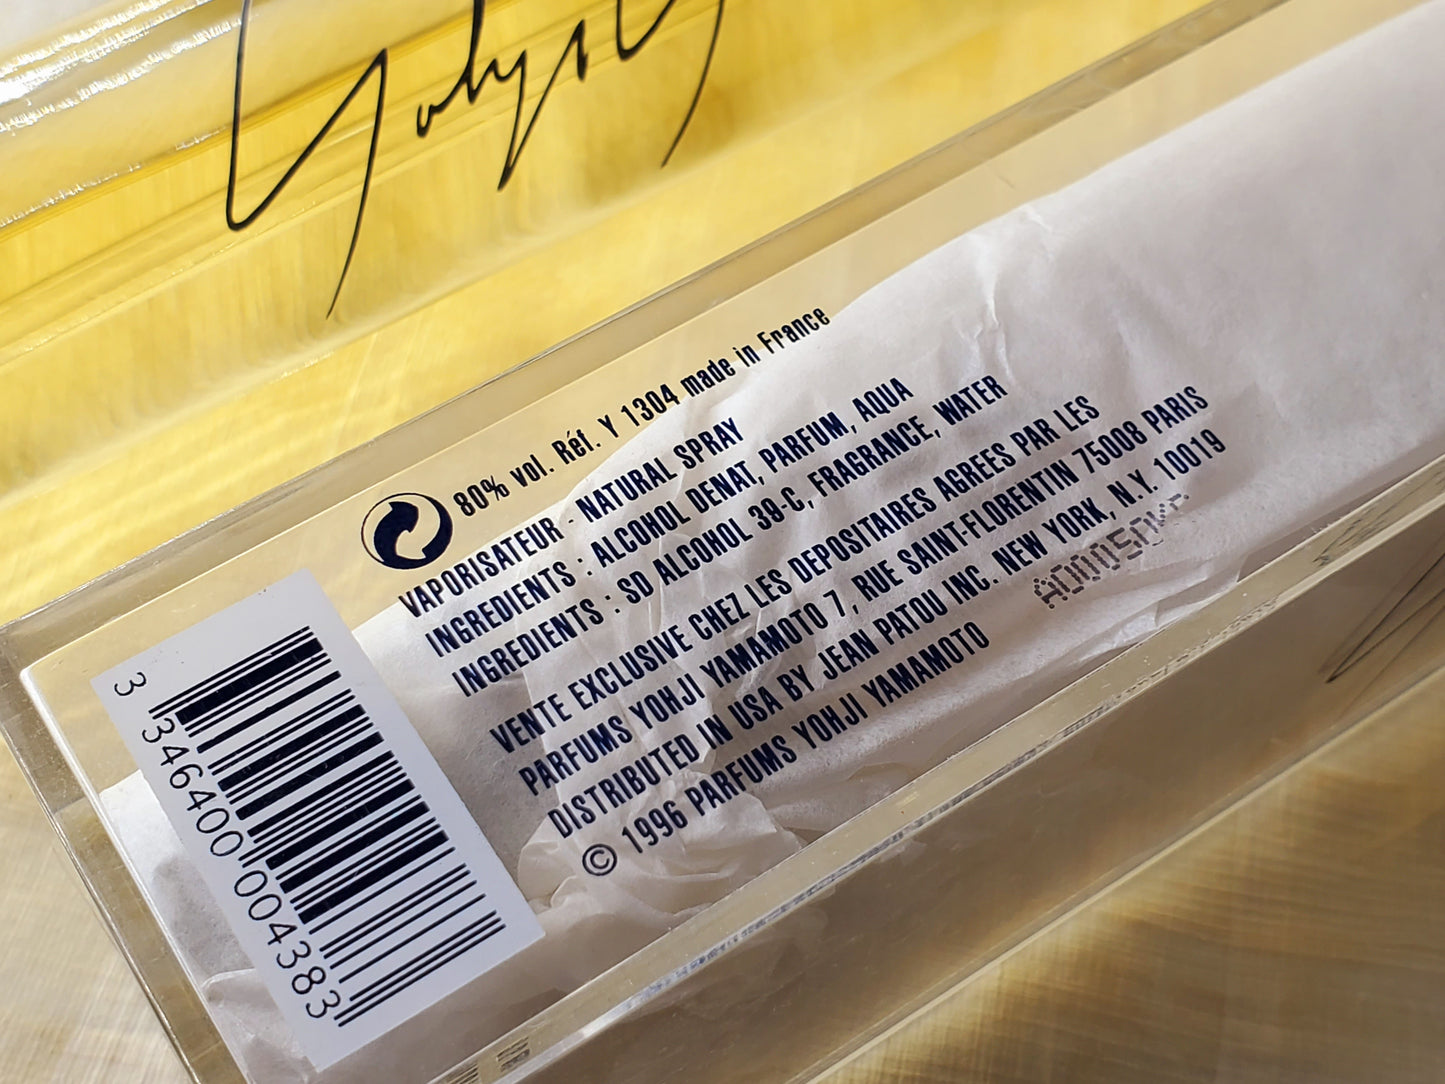 80% vol. Réf. Y 1304 made in France
VAPORISATEUR - NATURAL SPRAY
INGREDIENTS : ALCOHOL DENAT, PARFUM, AQUA
INGREDIENTS : SD ALCOHOL 39-C, FRAGRANCE, WATER
VENTE EXCLUSIVE CHEZ LES DEPOSITAIRES AGREES PAR LES
PARFUMS YOHJI YAMAMOTO 7, RUE SAINT-FLORENTIN 75008 PARIS
DISTRIBUTED IN USA BY JEAN PATOU INC. NEW YORK, N.Y. 10019
© 1996 PARFUMS YOHJI YAMAMOTO
3 346400 004383